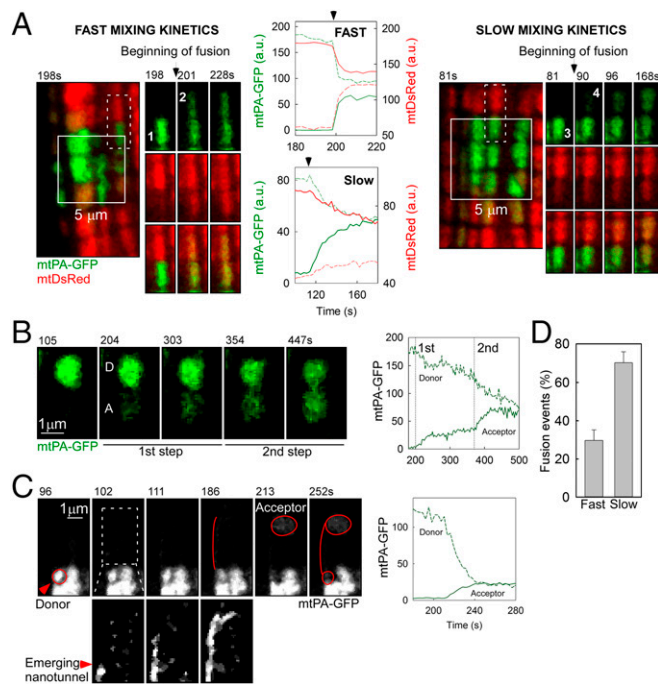 A
FAST MIXING KINETICS
Beginning of fusion
198s
198 201 228s
1
2
5 μm
mtPA-GFP
mtDsRed
FAST
mtPA-GFP (a.u.)
mtDsRed (a.u.)
200
150
100
50
0
200
150
100
50
180 200 220
Slow
mtPA-GFP (a.u.)
mtDsRed (a.u.)
80
40
0
80
40
120 160
Time (s)
SLOW MIXING KINETICS
Beginning of fusion
81s
81 90 96 168s
3
4
5 μm
B
105 204 303 354 447s
D
A
1μm
mtPA-GFP
1st step
2nd step
mtPA-GFP
200
150
100
50
0
1st 2nd
Donor
Acceptor
200 300 400 500
D
Fusion events (%)
80
60
40
20
0
Fast Slow
C
96 102 111 186 213 252s
1μm
Acceptor
Donor
mtPA-GFP
Emerging
nanotunnel
mtPA-GFP
100
50
0
Donor
Acceptor
200 240 280
Time (s)